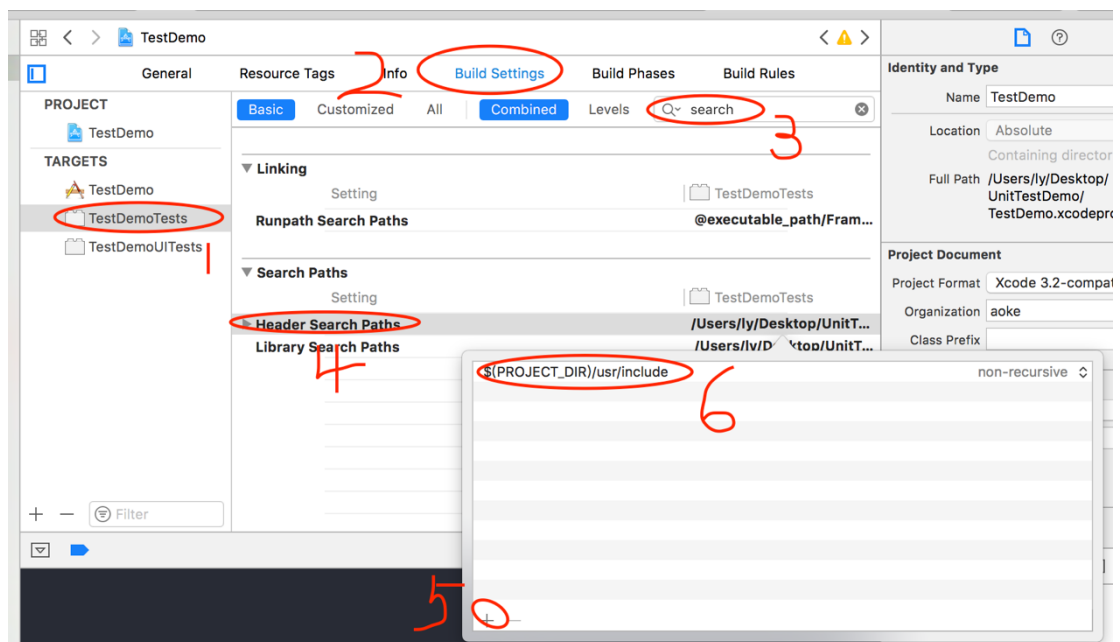 TestDemo
General Resource Tags Info Build Settings Build Phases Build Rules
2
PROJECT
TestDemo
TARGETS
TestDemo
TestDemoTests
TestDemoUITests
1
Basic Customized All Combined Levels search
3
Linking
Setting TestDemoTests
Runpath Search Paths @executable_path/Fram...
Search Paths
Setting TestDemoTests
Header Search Paths /Users/ly/Desktop/UnitT...
Library Search Paths /Users/ly/Desktop/UnitT...
4
$(PROJECT_DIR)/usr/include non-recursive
6
5
+ −
+ − Filter
Identity and Type
Name TestDemo
Location Absolute
Containing director
Full Path /Users/ly/Desktop/
UnitTestDemo/
TestDemo.xcodepro
Project Document
Project Format Xcode 3.2-compat
Organization aoke
Class Prefix